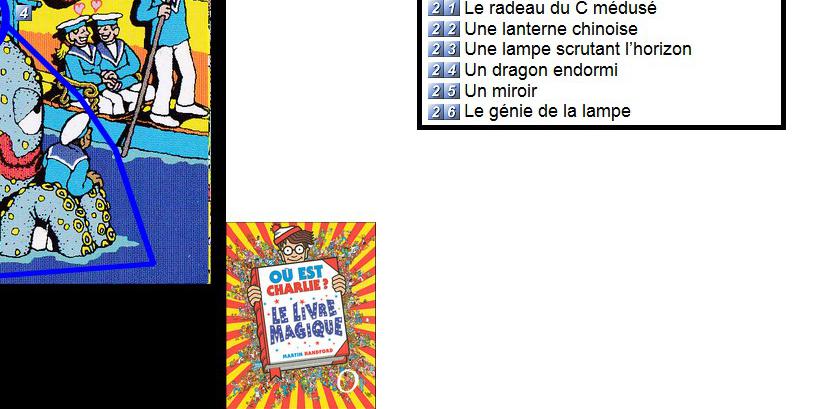 4
21 Le radeau du C médusé
22 Une lanterne chinoise
23 Une lampe scrutant l'horizon
24 Un dragon endormi
25 Un miroir
26 Le génie de la lampe
OÙ EST
CHARLIE?
LE LIVRE
MAGIQUE
MARTIN HANDFORD